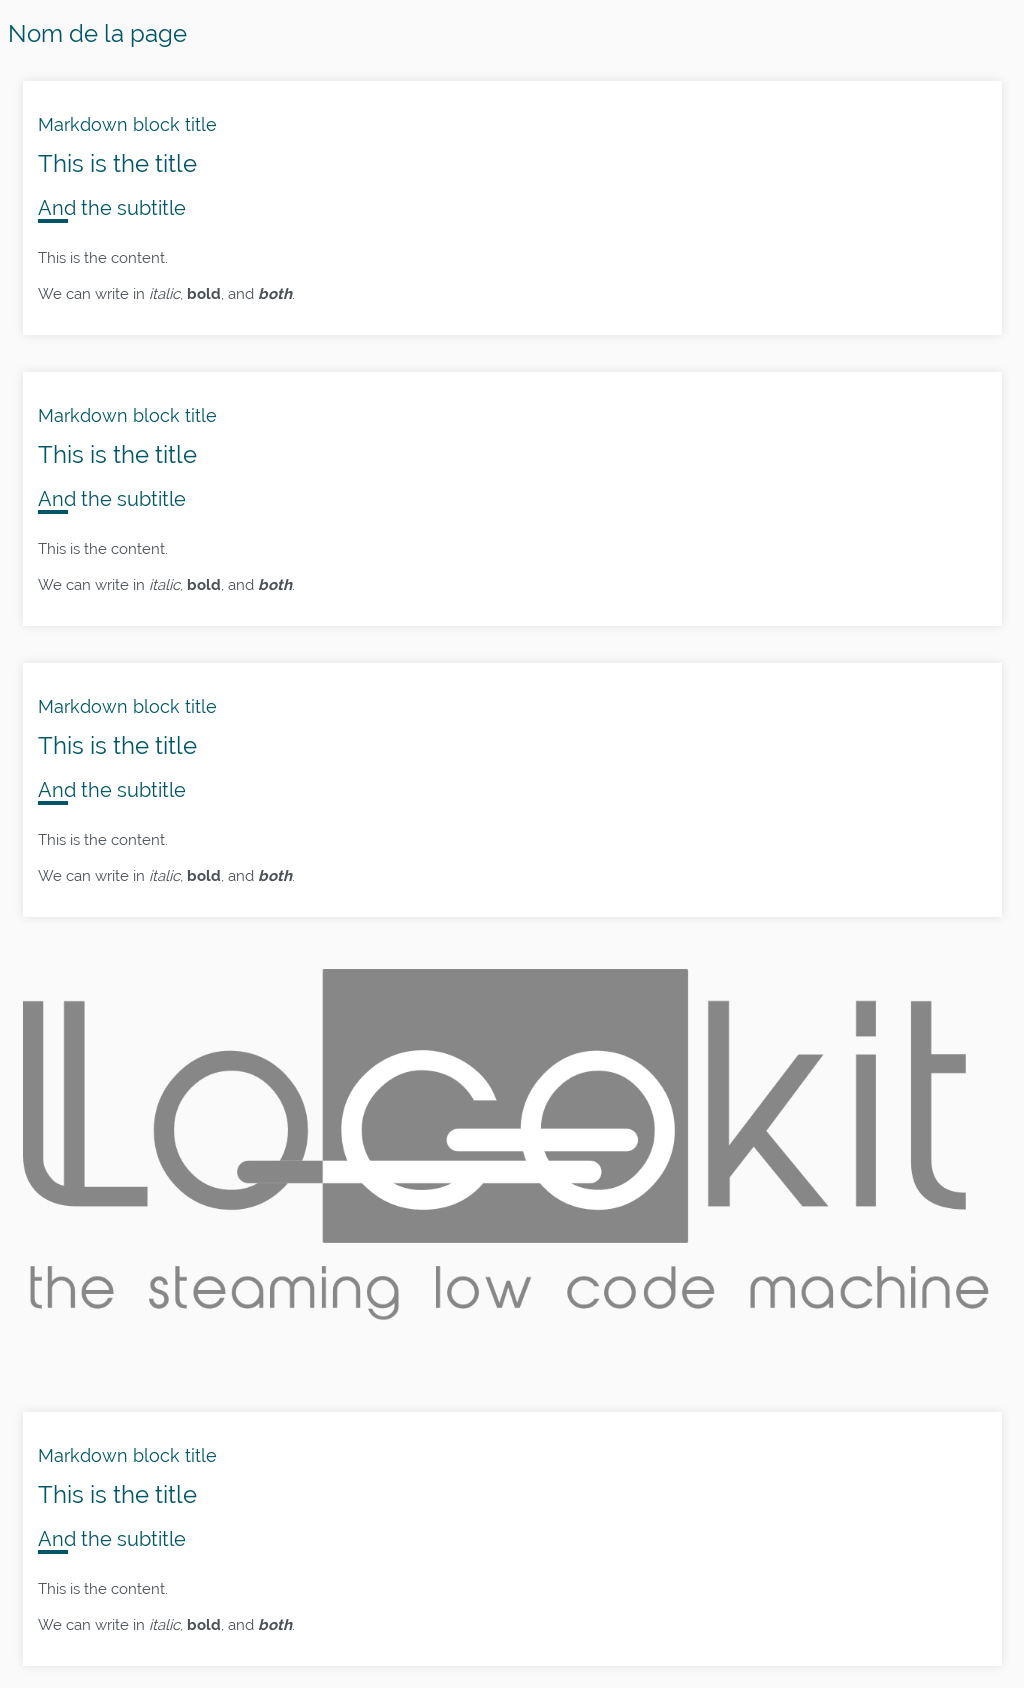 Nom de la page
Markdown block title
This is the title
And the subtitle
This is the content.
We can write in italic, bold, and both.
Markdown block title
This is the title
And the subtitle
This is the content.
We can write in italic, bold, and both.
Markdown block title
This is the title
And the subtitle
This is the content.
We can write in italic, bold, and both.
Locokit
the steaming low code machine
Markdown block title
This is the title
And the subtitle
This is the content.
We can write in italic, bold, and both.